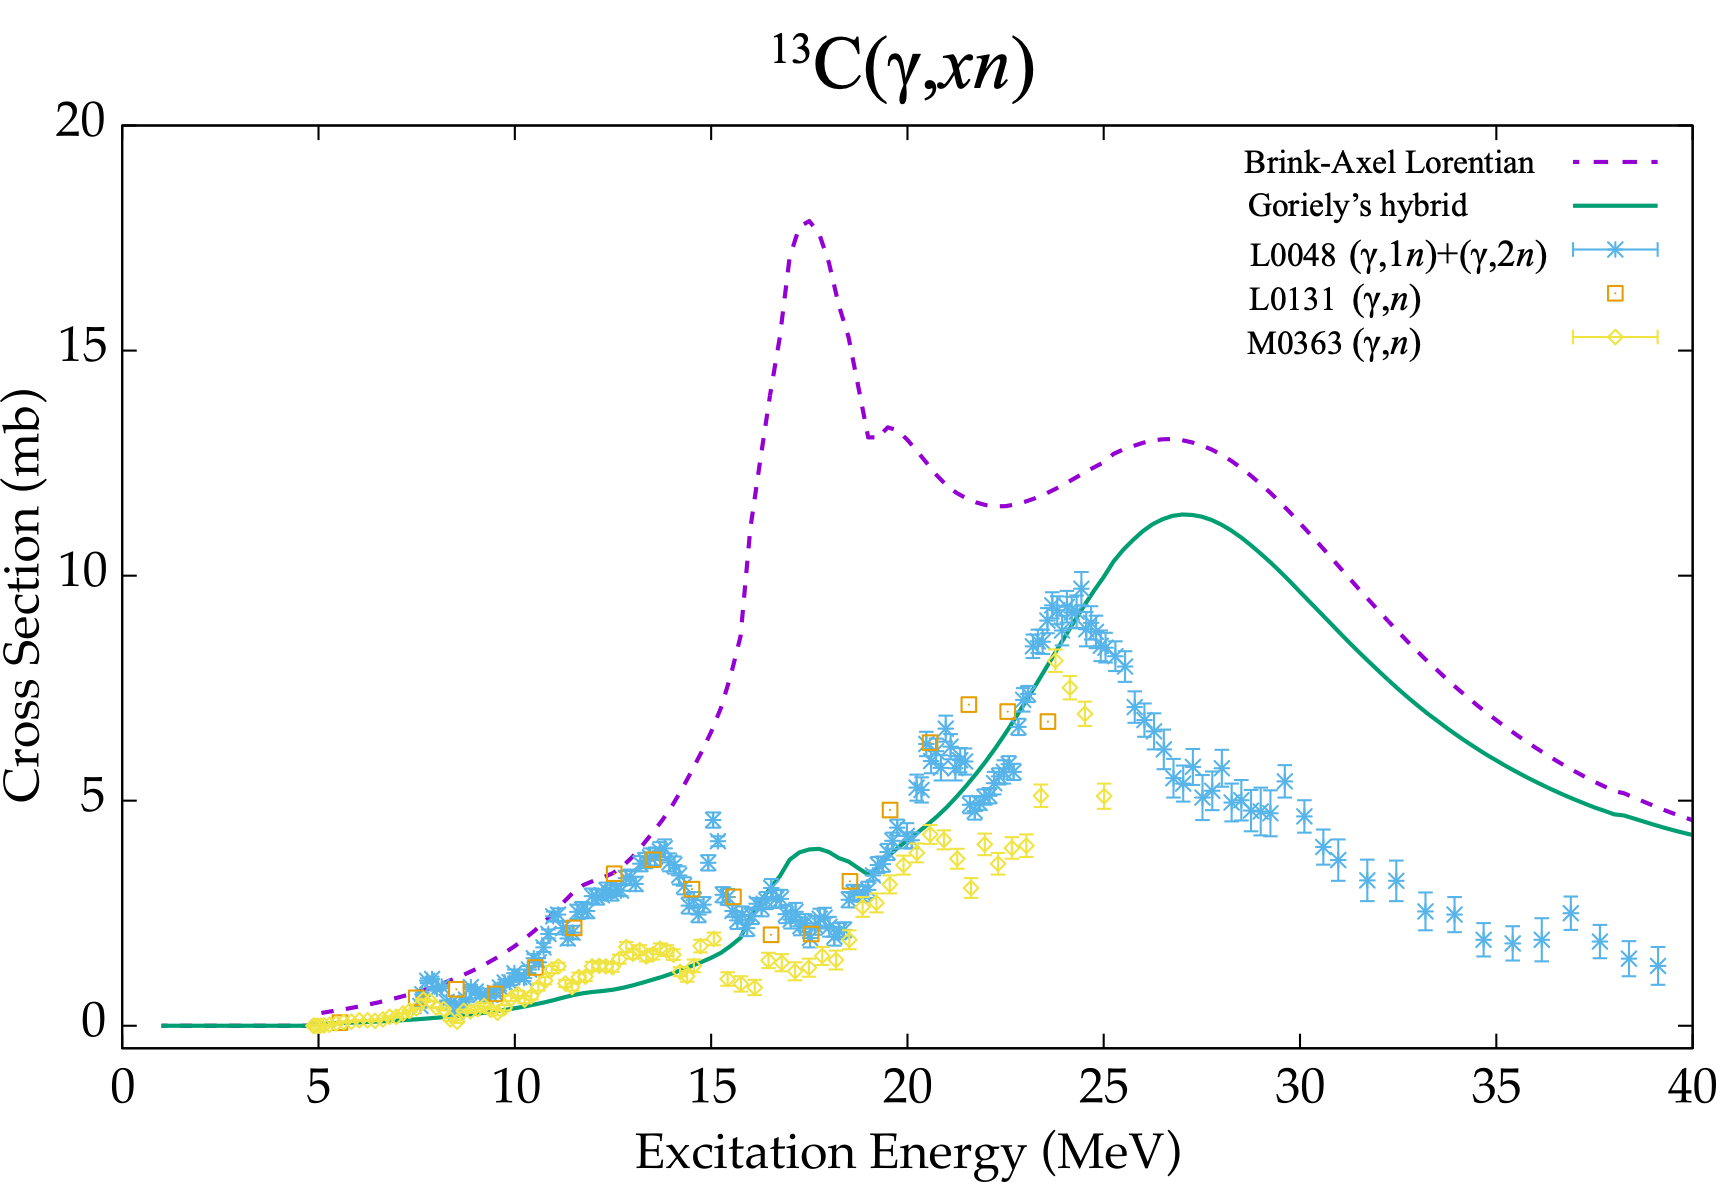 ¹³C(γ,xn)
20
15
10
5
0
Cross Section (mb)
Brink-Axel Lorentian
Goriely’s hybrid
L0048 (γ,1n)+(γ,2n)
L0131 (γ,n)
M0363 (γ,n)
0 5 10 15 20 25 30 35 40
Excitation Energy (MeV)